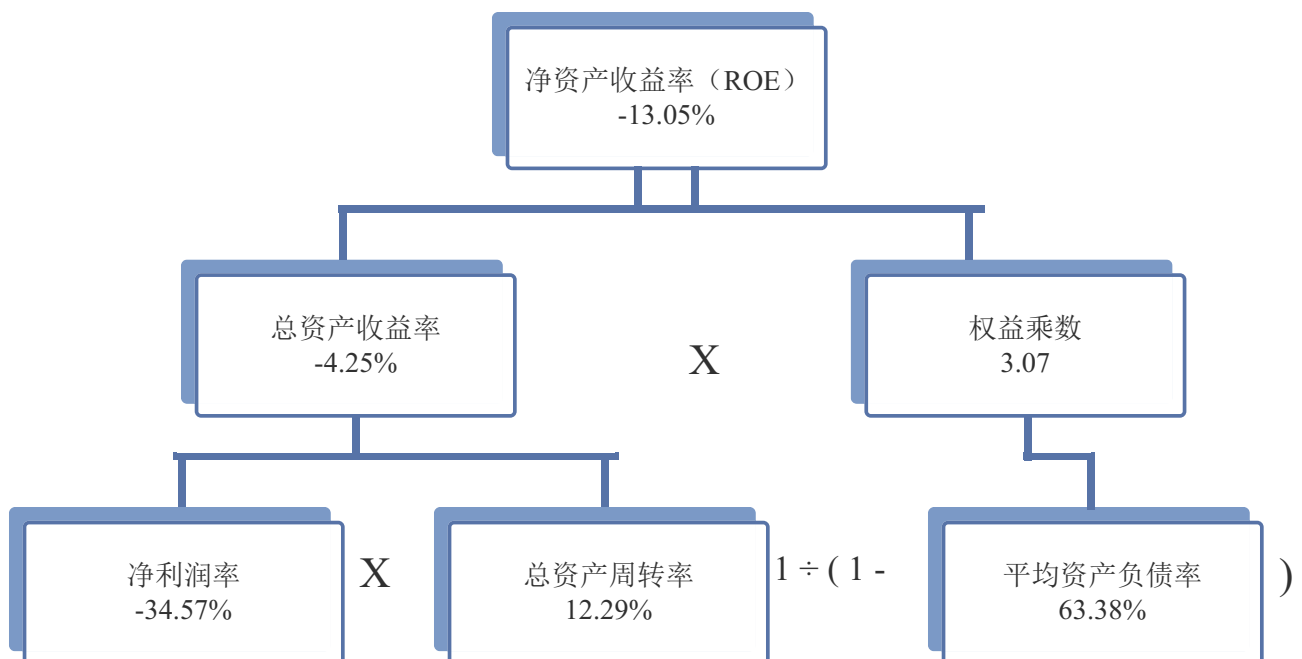 净资产收益率（ROE）
-13.05%
总资产收益率
-4.25%
X
权益乘数
3.07
净利润率
-34.57%
X
总资产周转率
12.29%
1 ÷ ( 1 -
平均资产负债率
63.38%
)